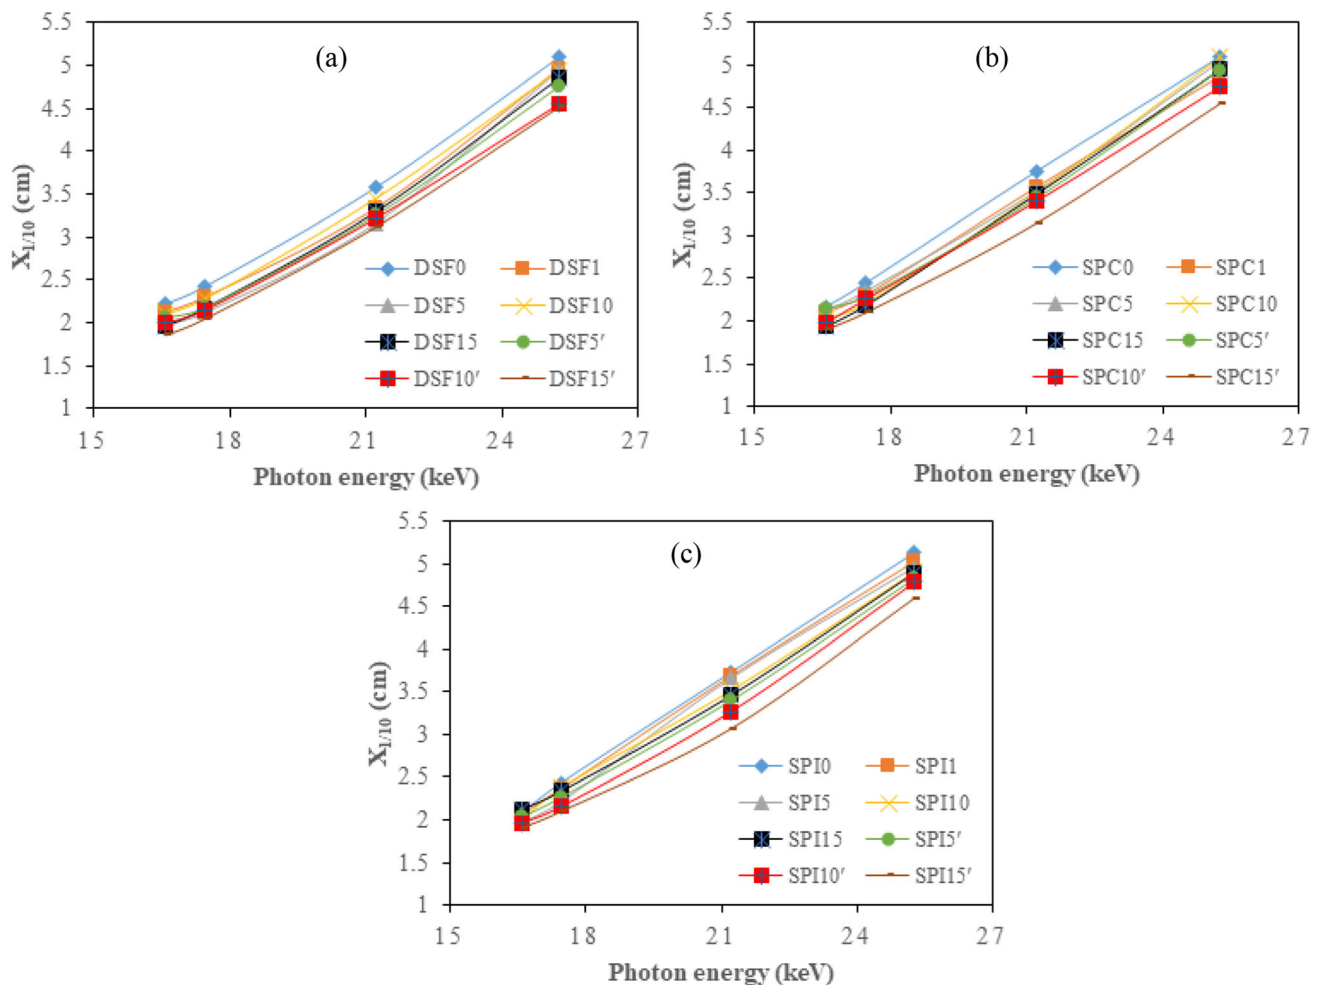 (a)
5.5
5
4.5
4
3.5
3
2.5
2
1.5
1
X1/10 (cm)
15 18 21 24 27
Photon energy (keV)
DSF0 DSF1
DSF5 DSF10
DSF15 DSF5′
DSF10′ DSF15′
(b)
5.5
5
4.5
4
3.5
3
2.5
2
1.5
1
X1/10 (cm)
15 18 21 24 27
Photon energy (keV)
SPC0 SPC1
SPC5 SPC10
SPC15 SPC5′
SPC10′ SPC15′
(c)
5.5
5
4.5
4
3.5
3
2.5
2
1.5
1
X1/10 (cm)
15 18 21 24 27
Photon energy (keV)
SPI0 SPI1
SPI5 SPI10
SPI15 SPI5′
SPI10′ SPI15′